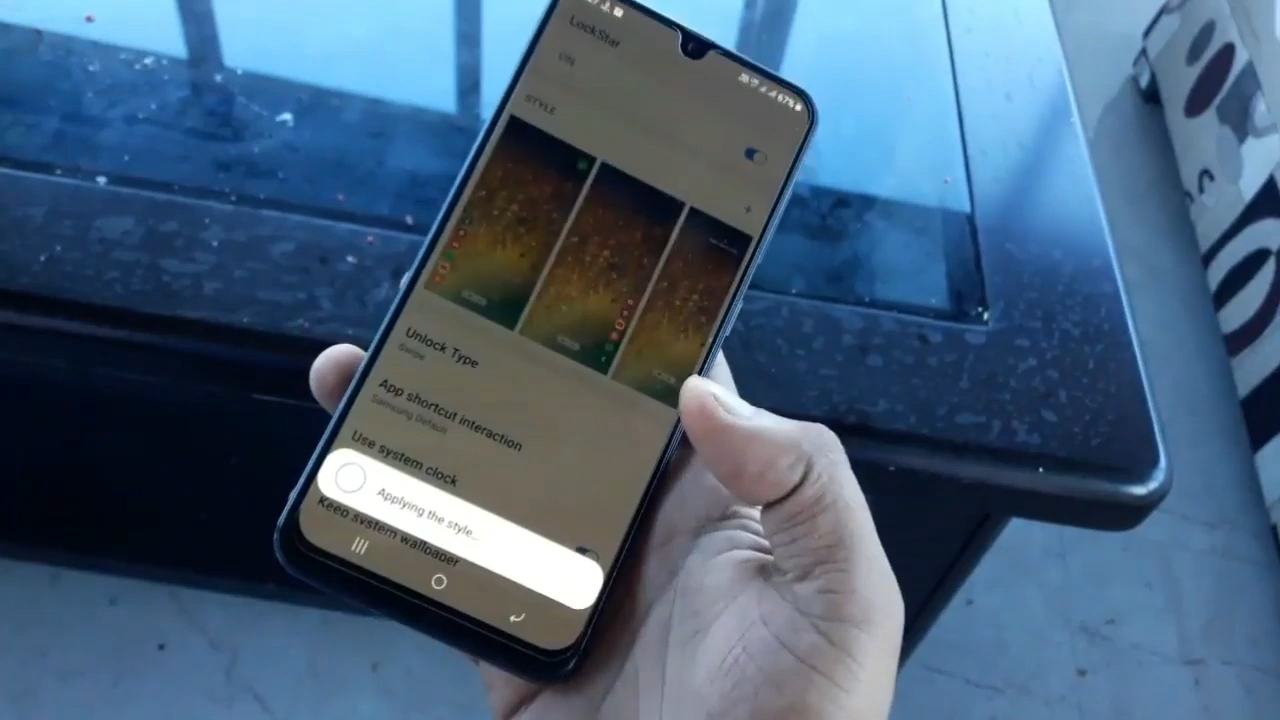 LockStar
67%
ON
STYLE
Unlock Type
Swipe
App shortcut interaction
Samsung Default
Use system clock
Applying the style...
Keep system wallpaper